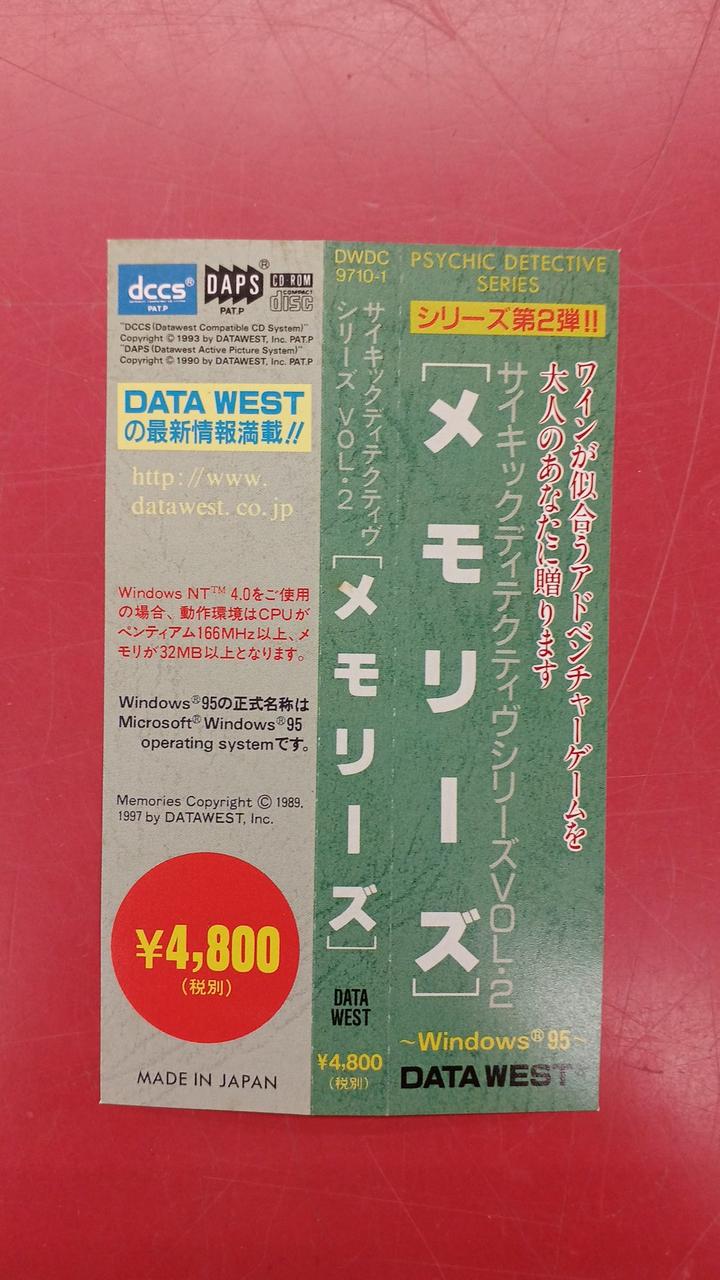 dccs®
PAT.P
DAPS®
PAT.P
CD-ROM
COMPACT
disc
"DCCS (Datawest Compatible CD System)"
Copyright © 1993 by DATAWEST, Inc. PAT.P
"DAPS (Datawest Active Picture System)"
Copyright © 1990 by DATAWEST, Inc. PAT.P
DATA WEST
の最新情報満載!!
http://www.
datawest.co.jp
Windows NT™ 4.0をご使用
の場合、動作環境はCPUが
ペンティアム166MHz以上、メ
モリが32MB以上となります。
Windows®95の正式名称は
Microsoft®Windows®95
operating systemです。
Memories Copyright © 1989,
1997 by DATAWEST, Inc.
¥4,800
(税別)
MADE IN JAPAN
DWDC
9710-1
サイキックディテクティヴ
シリーズ VOL.2
[メモリーズ]
DATA
WEST
¥4,800
(税別)
PSYCHIC DETECTIVE
SERIES
シリーズ第2弾!!
ワインが似合うアドベンチャーゲームを
大人のあなたに贈ります
サイキックディテクティヴシリーズVOL.2
[メモリーズ]
~Windows®95~
DATA WEST